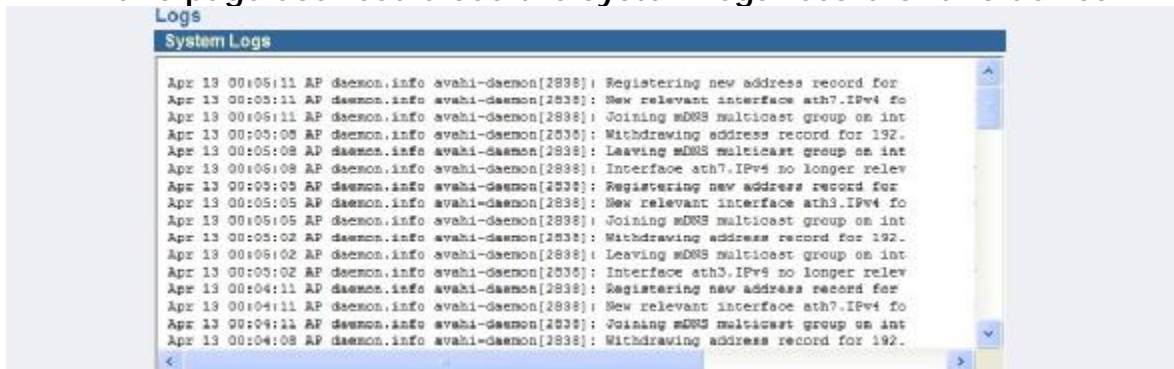 Logs
System Logs
Apr 13 00:05:11 AP daemon.info avahi-daemon[2838]: Registering new address record for
Apr 13 00:05:11 AP daemon.info avahi-daemon[2838]: New relevant interface ath7.IPv4 fo
Apr 13 00:05:11 AP daemon.info avahi-daemon[2838]: Joining mDNS multicast group on int
Apr 13 00:05:08 AP daemon.info avahi-daemon[2838]: Withdrawing address record for 192.
Apr 13 00:05:08 AP daemon.info avahi-daemon[2838]: Leaving mDNS multicast group on int
Apr 13 00:05:08 AP daemon.info avahi-daemon[2838]: Interface ath7.IPv4 no longer relev
Apr 13 00:05:05 AP daemon.info avahi-daemon[2838]: Registering new address record for
Apr 13 00:05:05 AP daemon.info avahi-daemon[2838]: New relevant interface ath3.IPv4 fo
Apr 13 00:05:05 AP daemon.info avahi-daemon[2838]: Joining mDNS multicast group on int
Apr 13 00:05:02 AP daemon.info avahi-daemon[2838]: Withdrawing address record for 192.
Apr 13 00:05:02 AP daemon.info avahi-daemon[2838]: Leaving mDNS multicast group on int
Apr 13 00:05:02 AP daemon.info avahi-daemon[2838]: Interface ath3.IPv4 no longer relev
Apr 13 00:04:11 AP daemon.info avahi-daemon[2838]: Registering new address record for
Apr 13 00:04:11 AP daemon.info avahi-daemon[2838]: New relevant interface ath7.IPv4 fo
Apr 13 00:04:11 AP daemon.info avahi-daemon[2838]: Joining mDNS multicast group on int
Apr 13 00:04:08 AP daemon.info avahi-daemon[2838]: Withdrawing address record for 192.